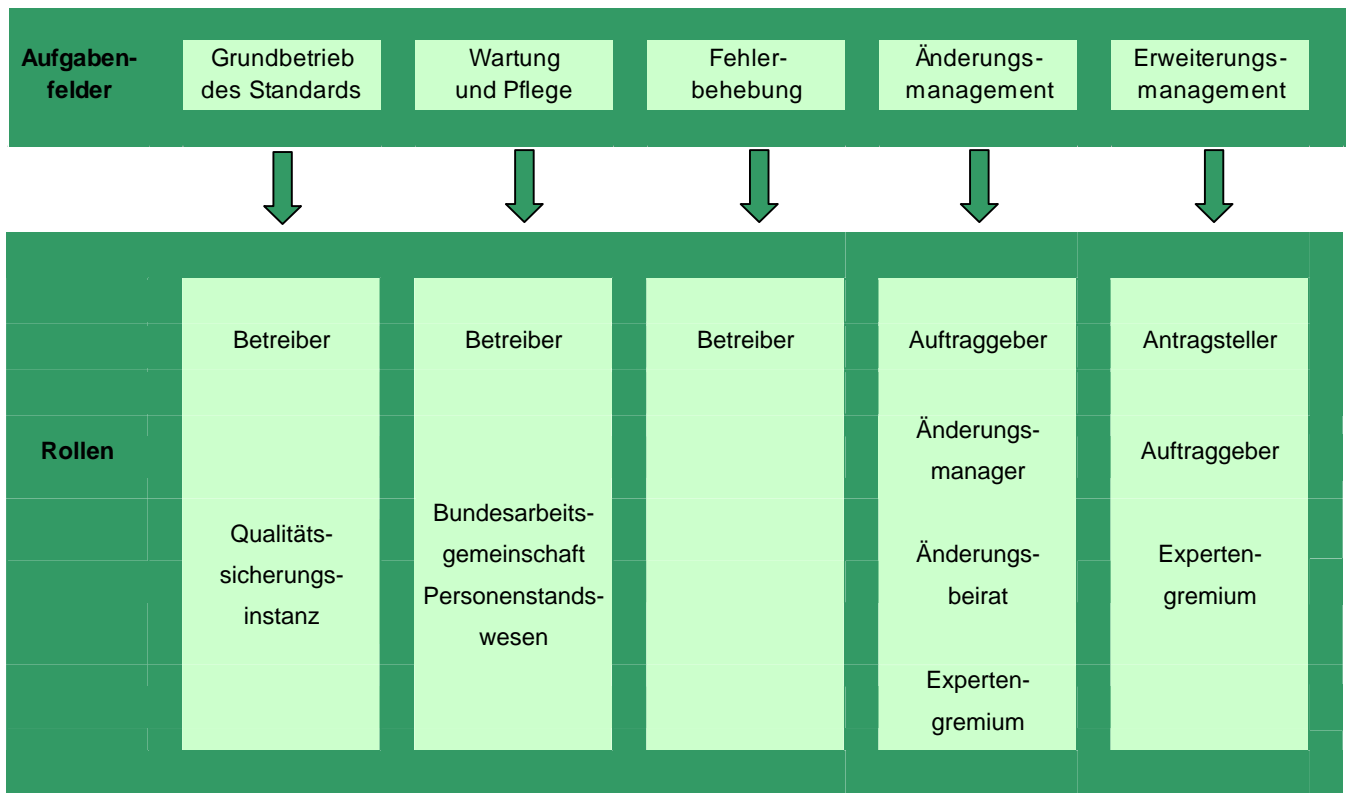 Aufgaben-
felder
Grundbetrieb
des Standards
Wartung
und Pflege
Fehler-
behebung
Änderungs-
management
Erweiterungs-
management
Rollen
Betreiber
Qualitäts-
sicherungs-
instanz
Betreiber
Bundesarbeits-
gemeinschaft
Personenstands-
wesen
Betreiber
Auftraggeber
Änderungs-
manager
Änderungs-
beirat
Experten-
gremium
Antragsteller
Auftraggeber
Experten-
gremium